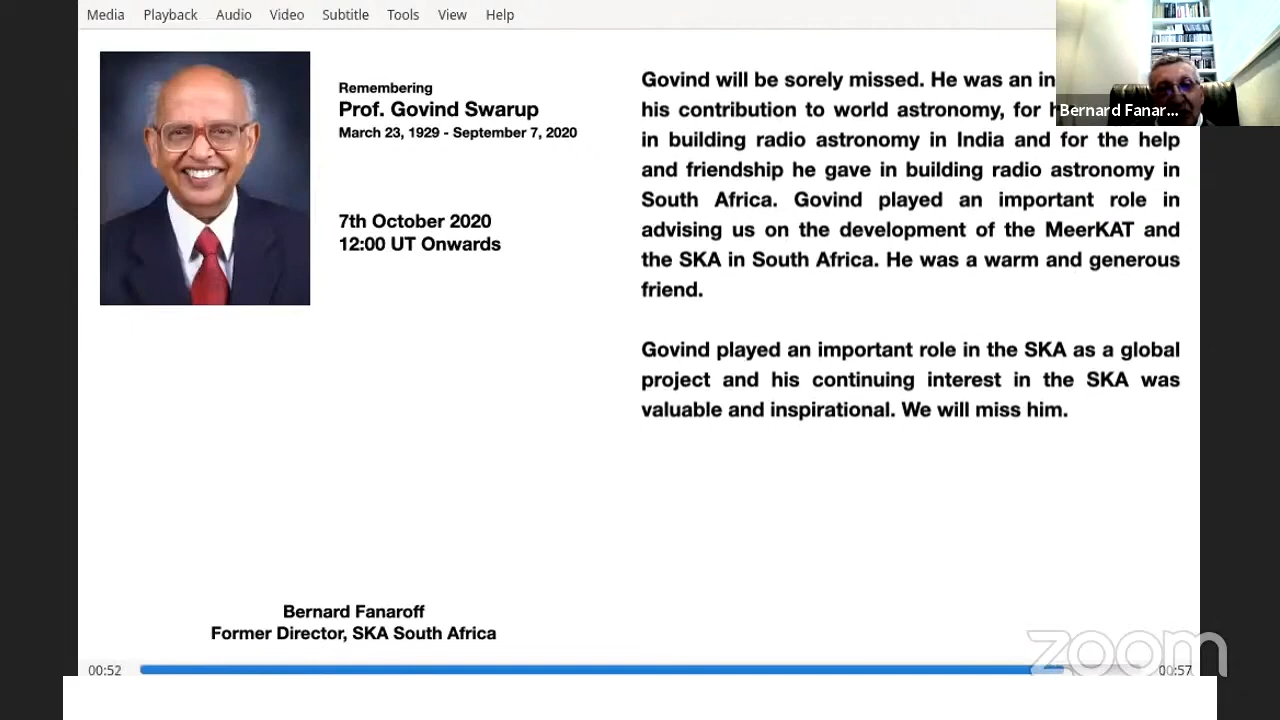 Media Playback Audio Video Subtitle Tools View Help
Remembering
Prof. Govind Swarup
March 23, 1929 - September 7, 2020
7th October 2020
12:00 UT Onwards
Govind will be sorely missed. He was an
his contribution to world astronomy, for
in building radio astronomy in India and for the help
and friendship he gave in building radio astronomy in
South Africa. Govind played an important role in
advising us on the development of the MeerKAT and
the SKA in South Africa. He was a warm and generous
friend.
Govind played an important role in the SKA as a global
project and his continuing interest in the SKA was
valuable and inspirational. We will miss him.
Bernard Fanar...
Bernard Fanaroff
Former Director, SKA South Africa
zoom
00:52 00:57